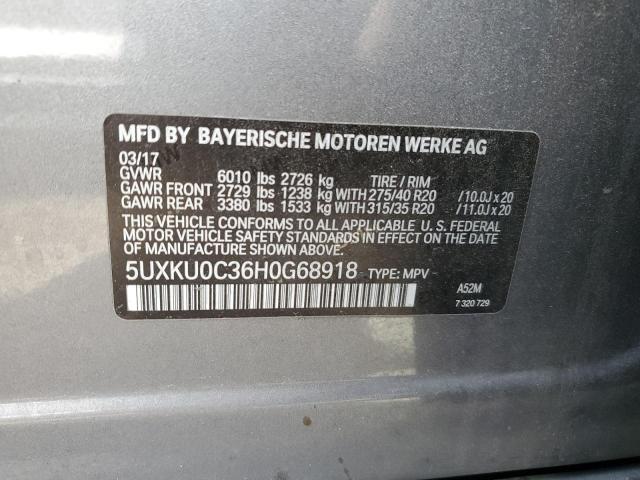 MFD BY BAYERISCHE MOTOREN WERKE AG
03/17
GVWR 6010 lbs 2726 kg TIRE / RIM
GAWR FRONT 2729 lbs 1238 kg WITH 275/40 R20 /10.0J x 20
GAWR REAR 3380 lbs 1533 kg WITH 315/35 R20 /11.0J x 20
THIS VEHICLE CONFORMS TO ALL APPLICABLE U. S. FEDERAL
MOTOR VEHICLE SAFETY STANDARDS IN EFFECT ON THE DATE
OF MANUFACTURE SHOWN ABOVE.
5UXKU0C36H0G68918 TYPE: MPV
A52M
7 320 729